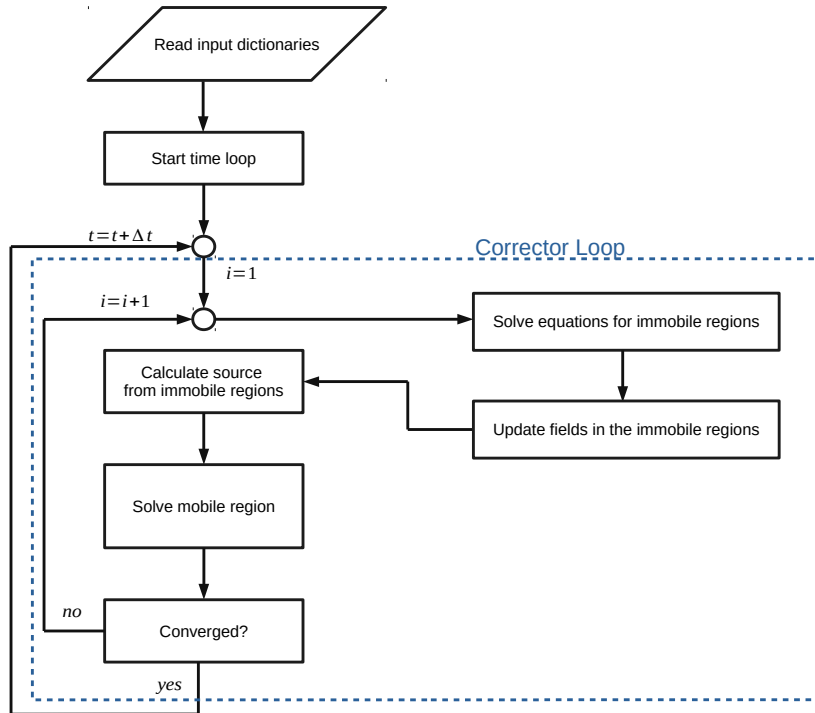 Read input dictionaries
Start time loop
t=t+Δt
Corrector Loop
i=1
i=i+1
Solve equations for immobile regions
Calculate source
from immobile regions
Update fields in the immobile regions
Solve mobile region
no
Converged?
yes